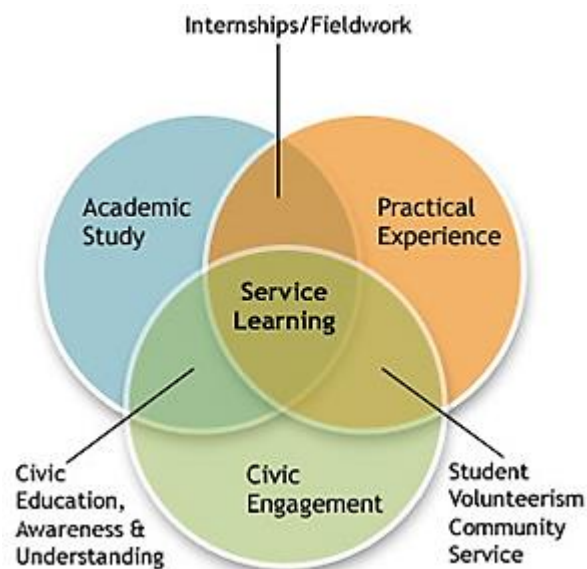 Internships/Fieldwork
Academic
Study
Practical
Experience
Service
Learning
Civic
Education,
Awareness &
Understanding
Civic
Engagement
Student
Volunteerism
Community
Service